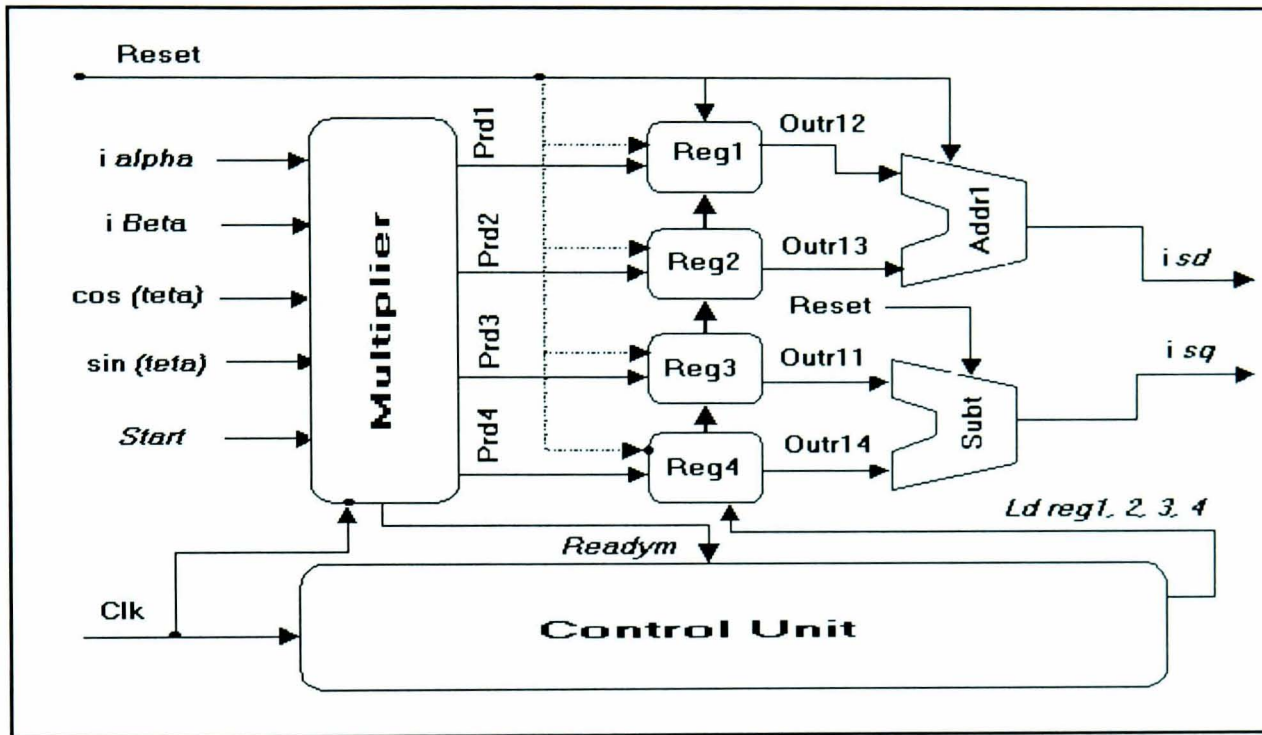 Reset
i alpha
i Beta
cos (teta)
sin (teta)
Start
Clk
Multiplier
Prd1
Prd2
Prd3
Prd4
Reg1
Reg2
Reg3
Reg4
Outr12
Outr13
Reset
Outr11
Outr14
Addr1
Subt
i sd
i sq
Ld reg1, 2, 3, 4
Readym
Control Unit